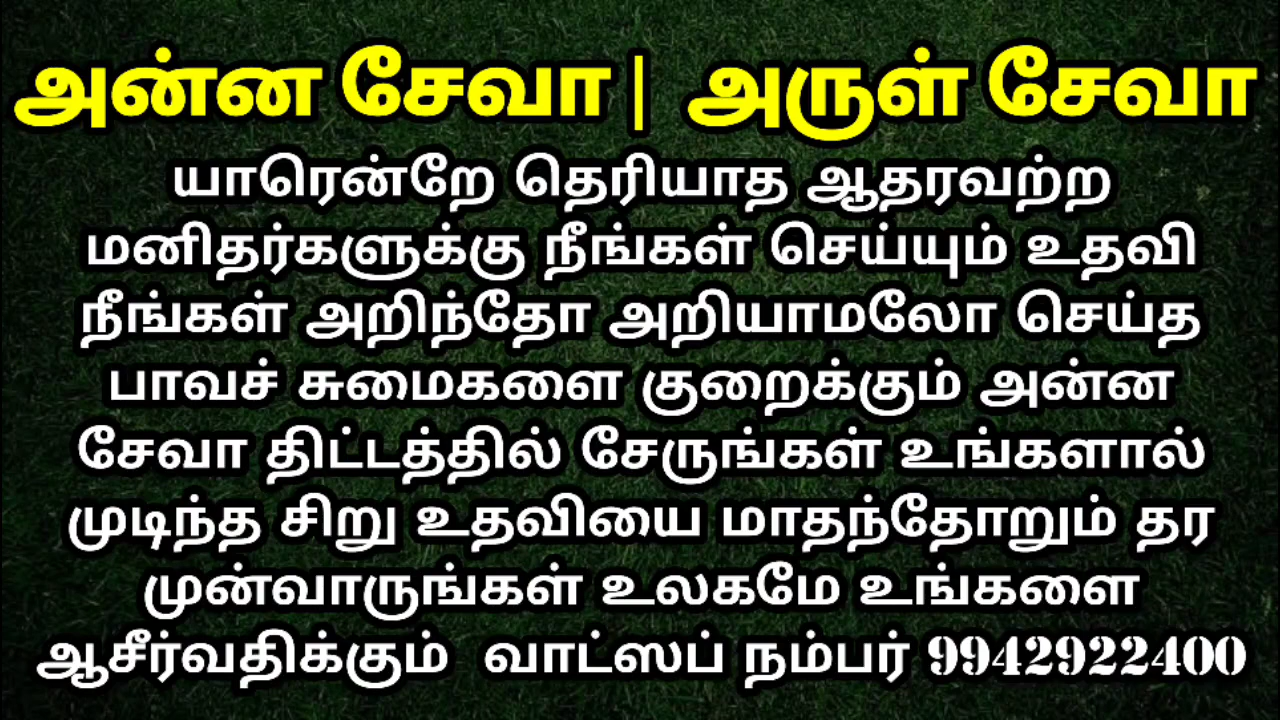 அன்ன சேவா | அருள் சேவா
யாரென்றே தெரியாத ஆதரவற்ற
மனிதர்களுக்கு நீங்கள் செய்யும் உதவி
நீங்கள் அறிந்தோ அறியாமலோ செய்த
பாவச் சுமைகளை குறைக்கும் அன்ன
சேவா திட்டத்தில் சேருங்கள் உங்களால்
முடிந்த சிறு உதவியை மாதந்தோறும் தர
முன்வாருங்கள் உலகமே உங்களை
ஆசீர்வதிக்கும் வாட்ஸப் நம்பர் 9942922400